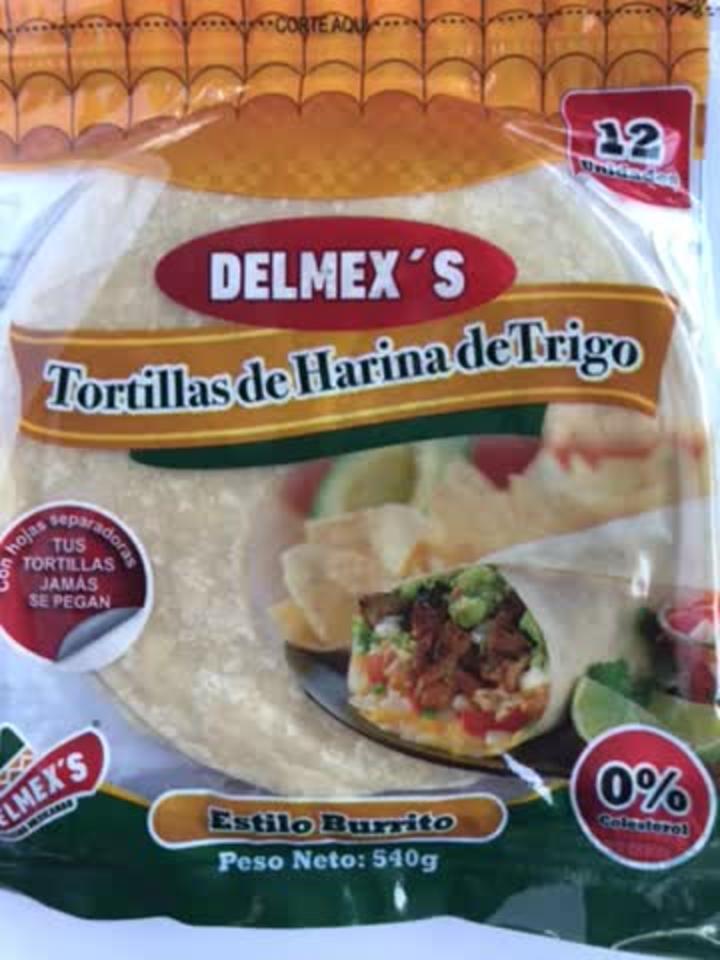 CORTE AQUI
12
Unidades
DELMEX´S
Tortillas de Harina de Trigo
Con hojas separadoras
TUS
TORTILLAS
JAMÁS
SE PEGAN
ELMEX´S
Estilo Burrito
Peso Neto: 540g
0%
Colesterol